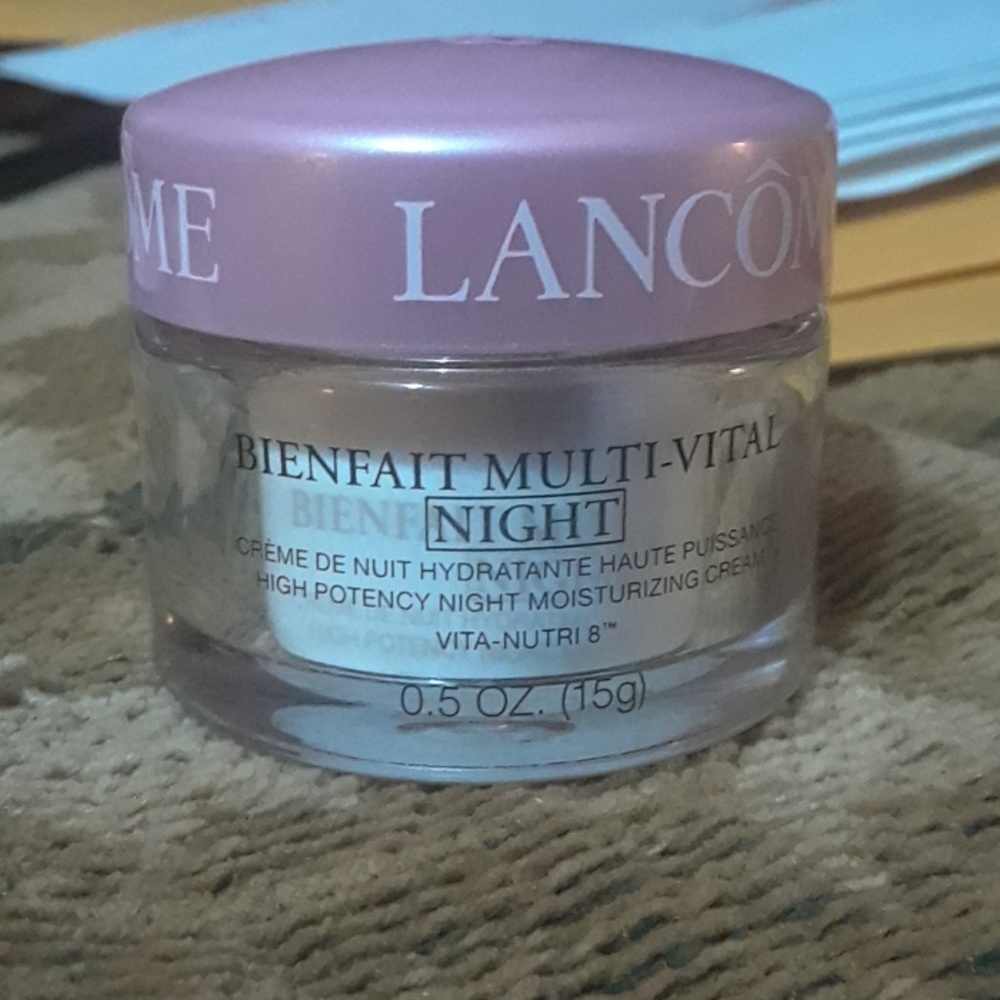 ME LANCÔM
BIENFAIT MULTI-VITAL
NIGHT
CRÈME DE NUIT HYDRATANTE HAUTE PUISSANCE
HIGH POTENCY NIGHT MOISTURIZING CREAM
VITA-NUTRI 8™
0.5 OZ. (15g)